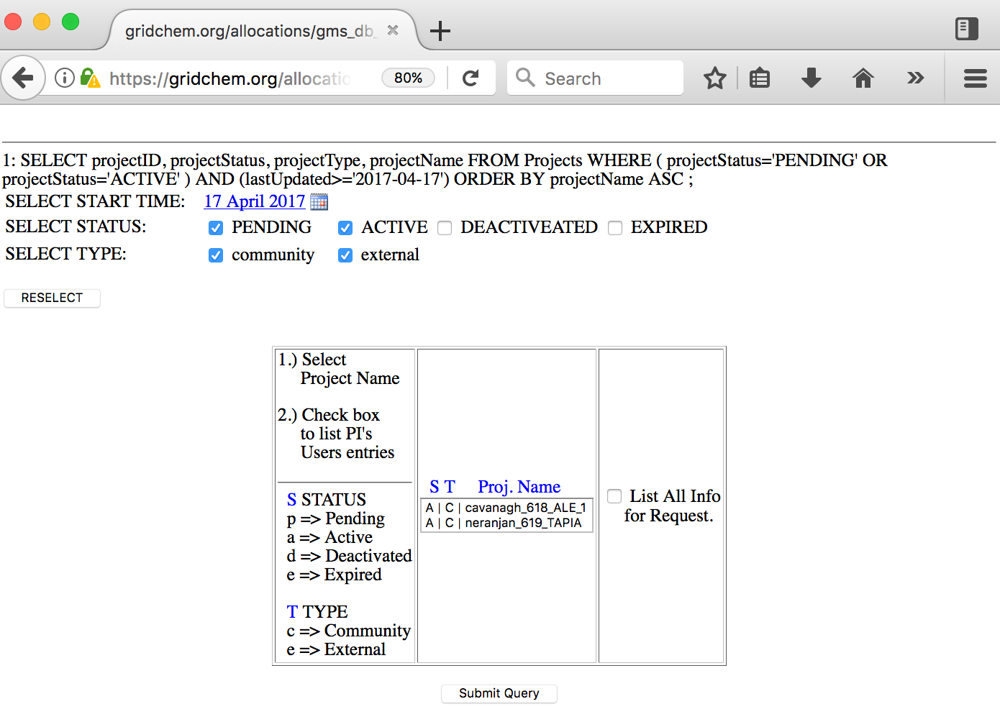 gridchem.org/allocations/gms_db_
https://gridchem.org/allocatio
80%
Search
1: SELECT projectID, projectStatus, projectType, projectName FROM Projects WHERE ( projectStatus='PENDING' OR
projectStatus='ACTIVE' ) AND (lastUpdated>='2017-04-17') ORDER BY projectName ASC ;
SELECT START TIME: 17 April 2017
SELECT STATUS: PENDING ACTIVE DEACTIVEATED EXPIRED
SELECT TYPE: community external
RESELECT
1.) Select
Project Name
2.) Check box
to list PI's
Users entries
S STATUS
p => Pending
a => Active
d => Deactivated
e => Expired
T TYPE
c => Community
e => External
S T Proj. Name
A | C | cavanagh_618_ALE_1
A | C | neranjan_619_TAPIA
List All Info
for Request.
Submit Query